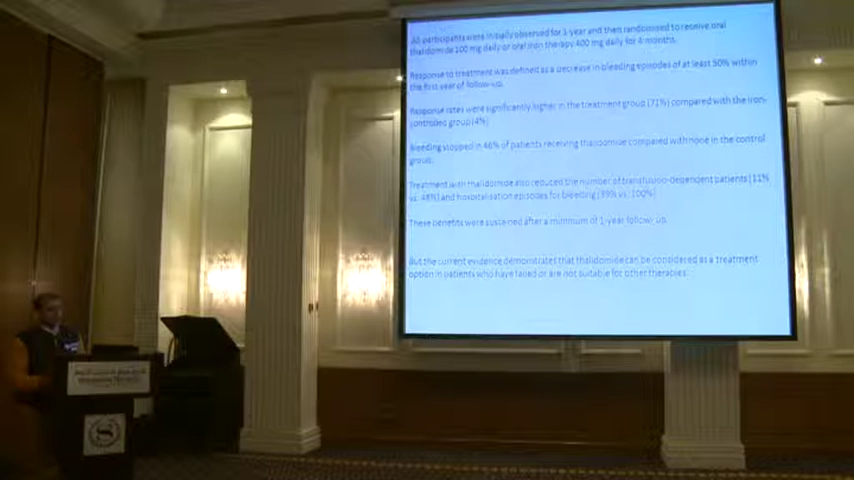 All participants were initially observed for 1-year and then randomised to receive oral
thalidomide 100 mg daily or oral iron therapy 400 mg daily for 4 months.
Response to treatment was defined as a decrease in bleeding episodes of at least 50% within
the first year of follow-up.
Response rates were significantly higher in the treatment group (71%) compared with the iron-
controlled group (4%)
Bleeding stopped in 46% of patients receiving thalidomide compared with none in the control
group.
Treatment with thalidomide also reduced the number of transfusion-dependent patients (11%
vs. 48%) and hospitalisation episodes for bleeding (39% vs. 100%)
These benefits were sustained after a minimum of 1-year follow-up.
But the current evidence demonstrates that thalidomide can be considered as a treatment
option in patients who have failed or are not suitable for other therapies.
S